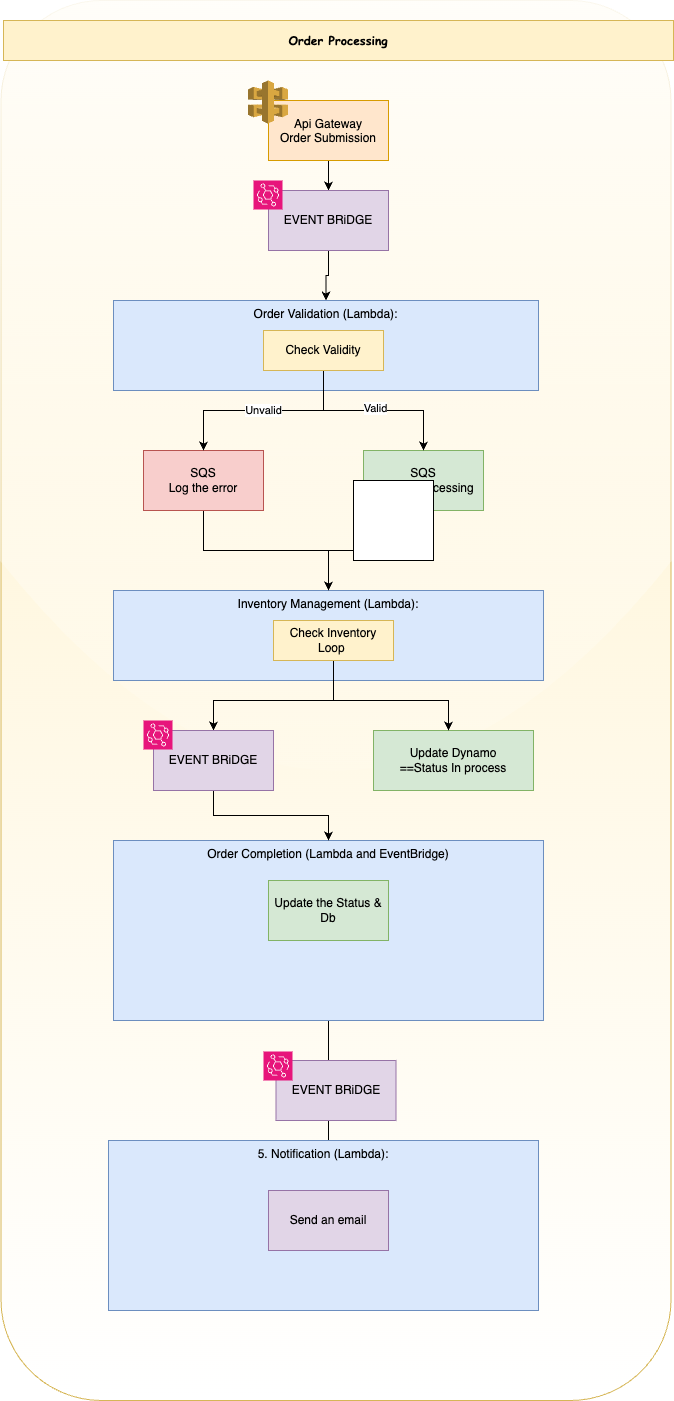 Order Processing
Api Gateway
Order Submission
EVENT BRiDGE
Order Validation (Lambda):
Check Validity
Unvalid
Valid
SQS
Log the error
SQS
cessing
Inventory Management (Lambda):
Check Inventory
Loop
EVENT BRiDGE
Update Dynamo
==Status In process
Order Completion (Lambda and EventBridge)
Update the Status &
Db
EVENT BRiDGE
5. Notification (Lambda):
Send an email